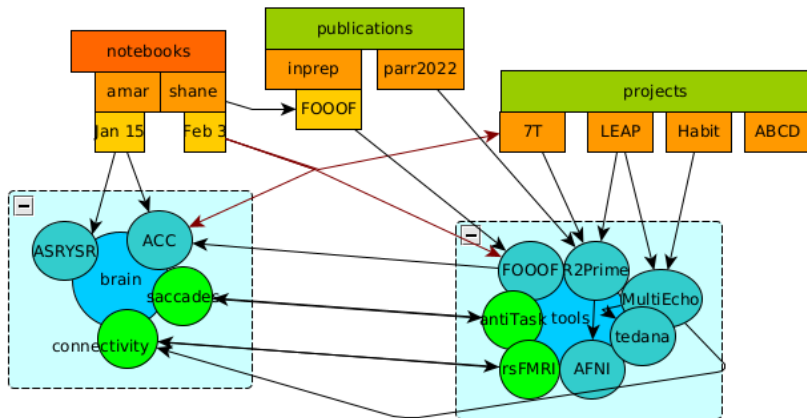 publications
notebooks
inprep
parr2022
projects
amar
shane
FOOOF
Jan 15
Feb 3
7T
LEAP
Habit
ABCD
ASRYSR
ACC
brain
saccades
connectivity
FOOOF
R2Prime
MultiEcho
antiTask
tools
tedana
rsFMRI
AFNI